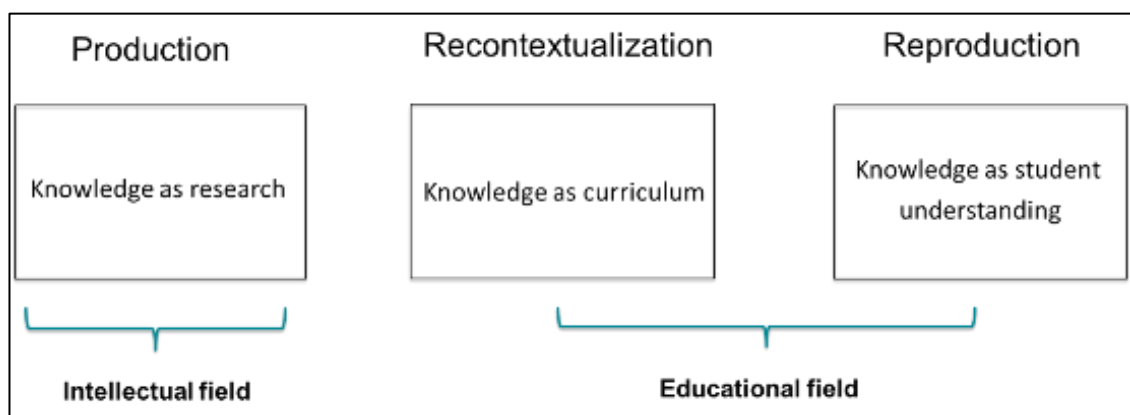 Production
Recontextualization
Reproduction
Knowledge as research
Knowledge as curriculum
Knowledge as student
understanding
Intellectual field
Educational field